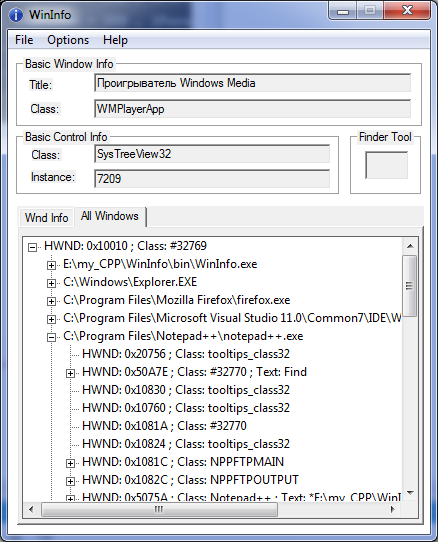 WinInfo
File Options Help
Basic Window Info
Title: Проигрыватель Windows Media
Class: WMPlayerApp
Basic Control Info
Finder Tool
Class: SysTreeView32
Instance: 7209
Wnd Info All Windows
HWND: 0x10010 ; Class: #32769
E:\my_CPP\WinInfo\bin\WinInfo.exe
C:\Windows\Explorer.EXE
C:\Program Files\Mozilla Firefox\firefox.exe
C:\Program Files\Microsoft Visual Studio 11.0\Common7\IDE\W
C:\Program Files\Notepad++\notepad++.exe
HWND: 0x20756 ; Class: tooltips_class32
HWND: 0x50A7E ; Class: #32770 ; Text: Find
HWND: 0x10830 ; Class: tooltips_class32
HWND: 0x10760 ; Class: tooltips_class32
HWND: 0x1081A ; Class: #32770
HWND: 0x10824 ; Class: tooltips_class32
HWND: 0x1081C ; Class: NPPFTPMAIN
HWND: 0x1082C ; Class: NPPFTPOUTPUT
HWND: 0x5075A ; Class: Notepad++ ; Text: *E:\my_CPP\WinI